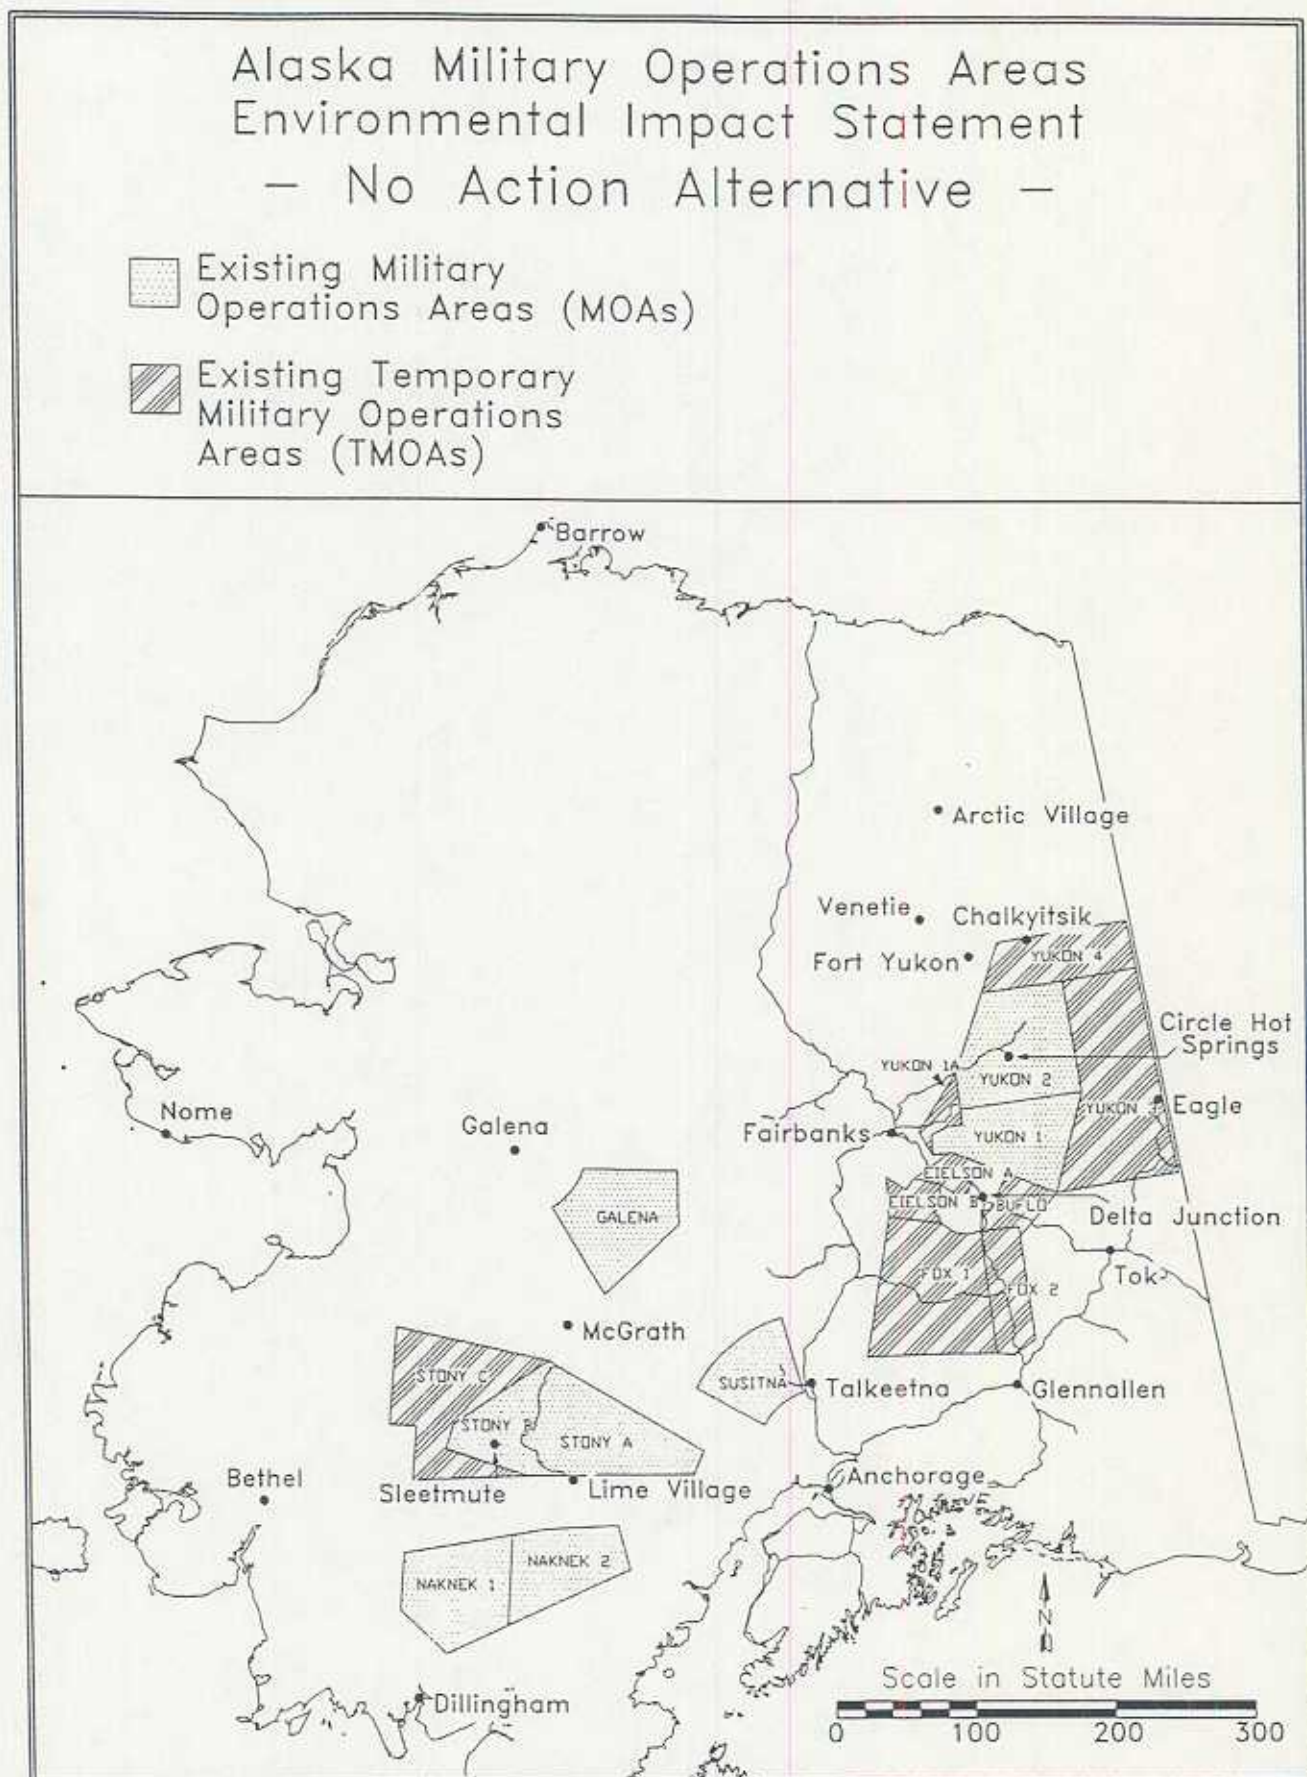 Alaska Military Operations Areas
Environmental Impact Statement
- No Action Alternative -
Existing Military
Operations Areas (MOAs)
Existing Temporary
Military Operations
Areas (TMOAs)
Barrow
Arctic Village
Venetie
Chalkyitsik
Fort Yukon
YUKON 4
Circle Hot
Springs
YUKON 1A
YUKON 2
Nome
Galena
Fairbanks
YUKON 1
YUKON 3
Eagle
EIELSON A
EIELSON B
BUFLO
GALENA
Delta Junction
FOX 1
FOX 2
Tok
McGrath
STONY C
SUSITNA
Talkeetna
Glennallen
STONY B
STONY A
Bethel
Sleetmute
Lime Village
Anchorage
NAKNEK 1
NAKNEK 2
N
Dillingham
Scale in Statute Miles
0 100 200 300